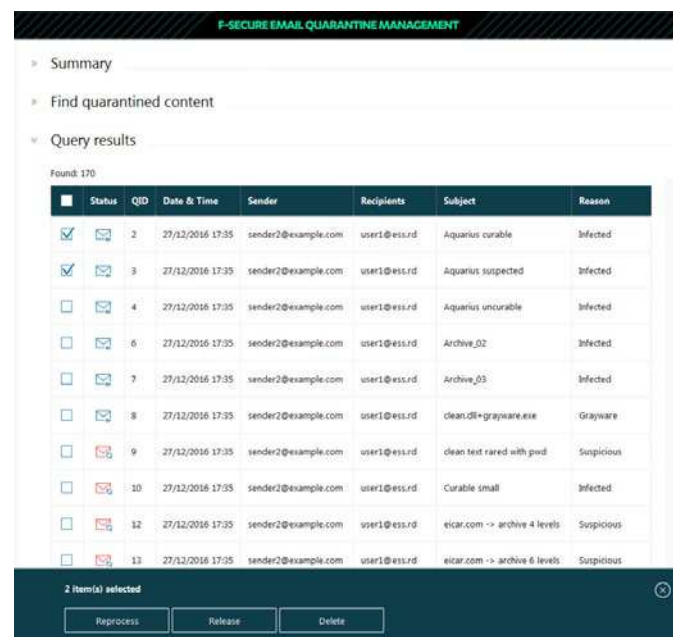 F-SECURE EMAIL QUARANTINE MANAGEMENT
Summary
Find quarantined content
Query results
Found: 170
Status QID Date & Time Sender Recipients Subject Reason
2 27/12/2016 17:35 sender2@example.com user1@ess.rd Aquarius curable Infected
3 27/12/2016 17:35 sender2@example.com user1@ess.rd Aquarius suspected Infected
4 27/12/2016 17:35 sender2@example.com user1@ess.rd Aquarius uncurable Infected
6 27/12/2016 17:35 sender2@example.com user1@ess.rd Archive_02 Infected
7 27/12/2016 17:35 sender2@example.com user1@ess.rd Archive_03 Infected
8 27/12/2016 17:35 sender2@example.com user1@ess.rd clean.dll+grayware.exe Grayware
9 27/12/2016 17:35 sender2@example.com user1@ess.rd clean text rared with pwd Suspicious
10 27/12/2016 17:35 sender2@example.com user1@ess.rd Curable small Infected
12 27/12/2016 17:35 sender2@example.com user1@ess.rd eicar.com -> archive 4 levels Suspicious
13 27/12/2016 17:35 sender2@example.com user1@ess.rd eicar.com -> archive 6 levels Suspicious
2 item(s) selected
Reprocess Release Delete